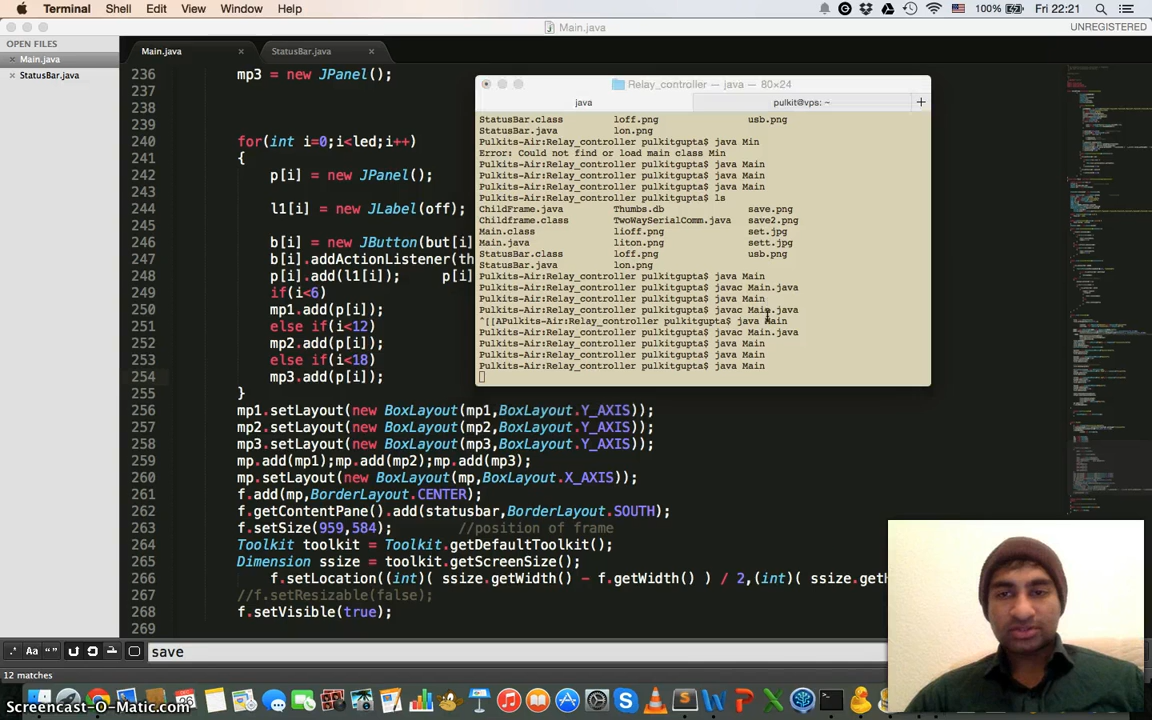 Terminal Shell Edit View Window Help 100% Fri 22:21
Main.java UNREGISTERED
OPEN FILES
Main.java
StatusBar.java
Main.java StatusBar.java
236 mp3 = new JPanel();
237
238
239
240 for(int i=0;i<led;i++)
241 {
242 p[i] = new JPanel();
243
244 l1[i] = new JLabel(off);
245
246 b[i] = new JButton(but[i]
247 b[i].addActionListener(th
248 p[i].add(l1[i]); p[i]
249 if(i<6)
250 mp1.add(p[i]);
251 else if(i<12)
252 mp2.add(p[i]);
253 else if(i<18)
254 mp3.add(p[i]);
255 }
256 mp1.setLayout(new BoxLayout(mp1,BoxLayout.Y_AXIS));
257 mp2.setLayout(new BoxLayout(mp2,BoxLayout.Y_AXIS));
258 mp3.setLayout(new BoxLayout(mp3,BoxLayout.Y_AXIS));
259 mp.add(mp1);mp.add(mp2);mp.add(mp3);
260 mp.setLayout(new BoxLayout(mp,BoxLayout.X_AXIS));
261 f.add(mp,BorderLayout.CENTER);
262 f.getContentPane().add(statusbar,BorderLayout.SOUTH);
263 f.setSize(959,584); //position of frame
264 Toolkit toolkit = Toolkit.getDefaultToolkit();
265 Dimension ssize = toolkit.getScreenSize();
266 f.setLocation((int)( ssize.getWidth() - f.getWidth() ) / 2,(int)( ssize.getH
267 //f.setResizable(false);
268 f.setVisible(true);
269
Relay_controller — java — 80×24
java pulkit@vps: ~ +
StatusBar.class loff.png usb.png
StatusBar.java lon.png
Pulkits-Air:Relay_controller pulkitgupta$ java Min
Error: Could not find or load main class Min
Pulkits-Air:Relay_controller pulkitgupta$ java Main
Pulkits-Air:Relay_controller pulkitgupta$ java Main
Pulkits-Air:Relay_controller pulkitgupta$ java Main
Pulkits-Air:Relay_controller pulkitgupta$ ls
ChildFrame.java Thumbs.db save.png
Childframe.class TwoWaySerialComm.java save2.png
Main.class lioff.png set.jpg
Main.java liton.png sett.jpg
StatusBar.class loff.png usb.png
StatusBar.java lon.png
Pulkits-Air:Relay_controller pulkitgupta$ java Main
Pulkits-Air:Relay_controller pulkitgupta$ javac Main.java
Pulkits-Air:Relay_controller pulkitgupta$ java Main
Pulkits-Air:Relay_controller pulkitgupta$ javac Main.java
^[[APulkits-Air:Relay_controller pulkitgupta$ java Main
Pulkits-Air:Relay_controller pulkitgupta$ javac Main.java
Pulkits-Air:Relay_controller pulkitgupta$ java Main
Pulkits-Air:Relay_controller pulkitgupta$ java Main
Pulkits-Air:Relay_controller pulkitgupta$ java Main
.* Aa “” save
12 matches
Screencast-O-Matic.com